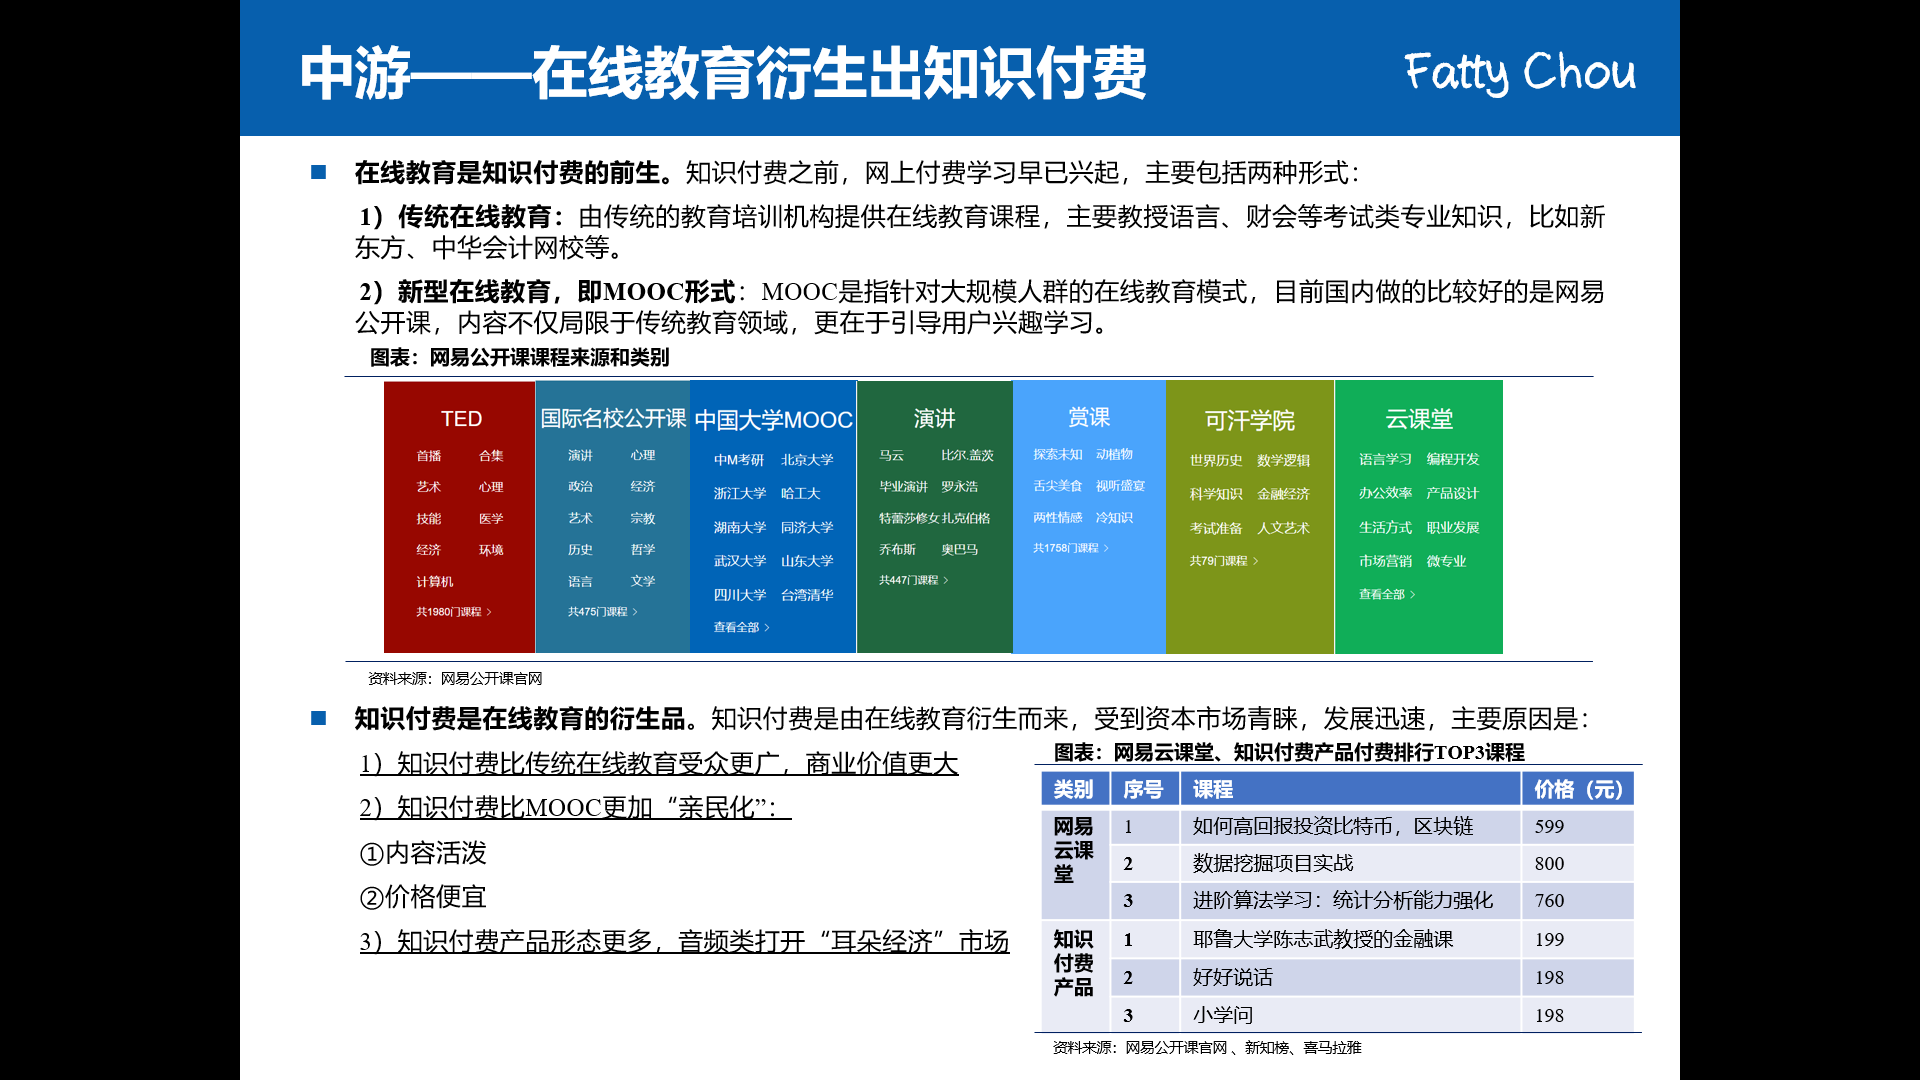 中游——在线教育衍生出知识付费
Fatty Chou
在线教育是知识付费的前生。知识付费之前，网上付费学习早已兴起，主要包括两种形式：
1）传统在线教育：由传统的教育培训机构提供在线教育课程，主要教授语言、财会等考试类专业知识，比如新
东方、中华会计网校等。
2）新型在线教育，即MOOC形式：MOOC是指针对大规模人群的在线教育模式，目前国内做的比较好的是网易
公开课，内容不仅局限于传统教育领域，更在于引导用户兴趣学习。
图表：网易公开课课程来源和类别
TED
首播 合集
艺术 心理
技能 医学
经济 环境
计算机
共1980门课程 >
国际名校公开课
演讲 心理
政治 经济
艺术 宗教
历史 哲学
语言 文学
共475门课程 >
中国大学MOOC
中M考研 北京大学
浙江大学 哈工大
湖南大学 同济大学
武汉大学 山东大学
四川大学 台湾清华
查看全部 >
演讲
马云 比尔.盖茨
毕业演讲 罗永浩
特蕾莎修女 扎克伯格
乔布斯 奥巴马
共447门课程 >
赏课
探索未知 动植物
舌尖美食 视听盛宴
两性情感 冷知识
共1758门课程 >
可汗学院
世界历史 数学逻辑
科学知识 金融经济
考试准备 人文艺术
共79门课程 >
云课堂
语言学习 编程开发
办公效率 产品设计
生活方式 职业发展
市场营销 微专业
查看全部 >
资料来源：网易公开课官网
知识付费是在线教育的衍生品。知识付费是由在线教育衍生而来，受到资本市场青睐，发展迅速，主要原因是：
1）知识付费比传统在线教育受众更广，商业价值更大
2）知识付费比MOOC更加“亲民化”：
①内容活泼
②价格便宜
3）知识付费产品形态更多，音频类打开“耳朵经济”市场
图表：网易云课堂、知识付费产品付费排行TOP3课程
类别 序号 课程 价格（元）
网易
云课
堂
1 如何高回报投资比特币，区块链 599
2 数据挖掘项目实战 800
3 进阶算法学习：统计分析能力强化 760
知识
付费
产品
1 耶鲁大学陈志武教授的金融课 199
2 好好说话 198
3 小学问 198
资料来源：网易公开课官网 、新知榜、喜马拉雅